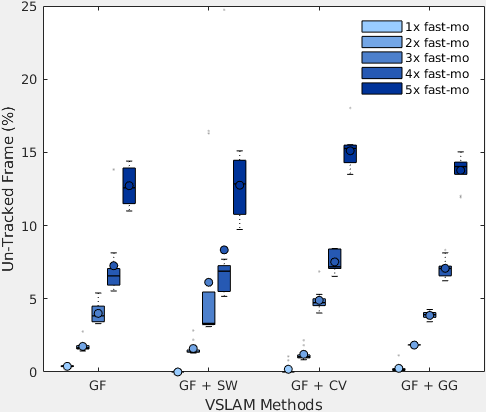 25
20
15
10
5
0
Un-Tracked Frame (%)
1x fast-mo
2x fast-mo
3x fast-mo
4x fast-mo
5x fast-mo
GF
GF + SW
GF + CV
GF + GG
VSLAM Methods